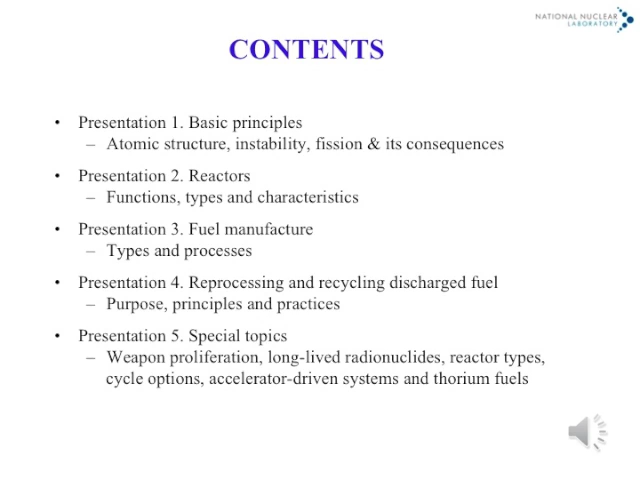 NATIONAL NUCLEAR
LABORATORY
CONTENTS
• Presentation 1. Basic principles
– Atomic structure, instability, fission & its consequences
• Presentation 2. Reactors
– Functions, types and characteristics
• Presentation 3. Fuel manufacture
– Types and processes
• Presentation 4. Reprocessing and recycling discharged fuel
– Purpose, principles and practices
• Presentation 5. Special topics
– Weapon proliferation, long-lived radionuclides, reactor types,
cycle options, accelerator-driven systems and thorium fuels